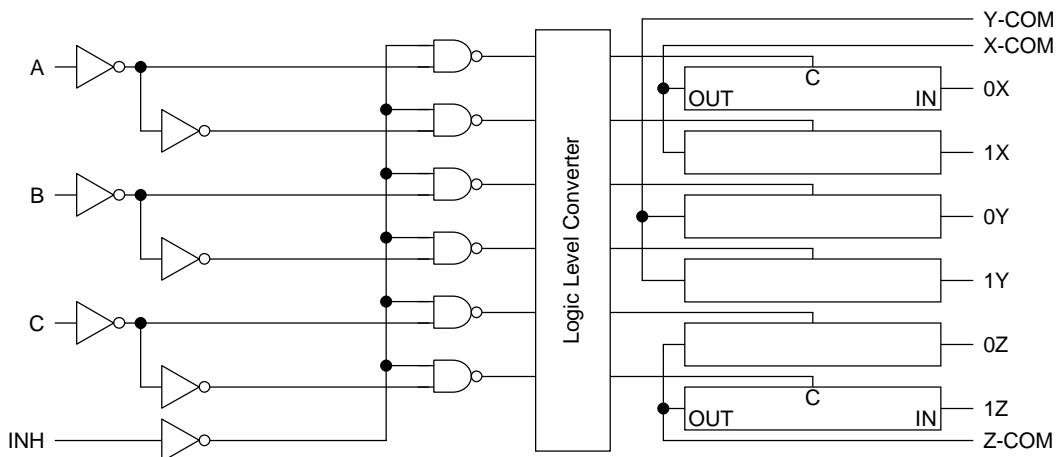 Y-COM
X-COM
A
C
OUT
IN
0X
1X
B
0Y
1Y
Logic Level Converter
C
0Z
C
OUT
IN
1Z
INH
Z-COM